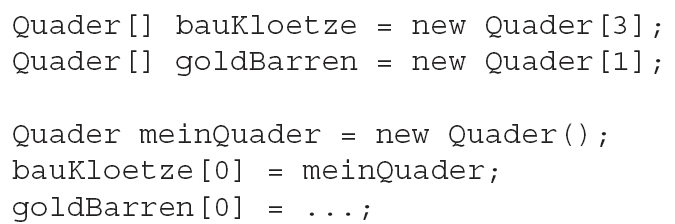 Quader[] bauKloetze = new Quader[3];
Quader[] goldBarren = new Quader[1];
Quader meinQuader = new Quader();
bauKloetze[0] = meinQuader;
goldBarren[0] = ...;